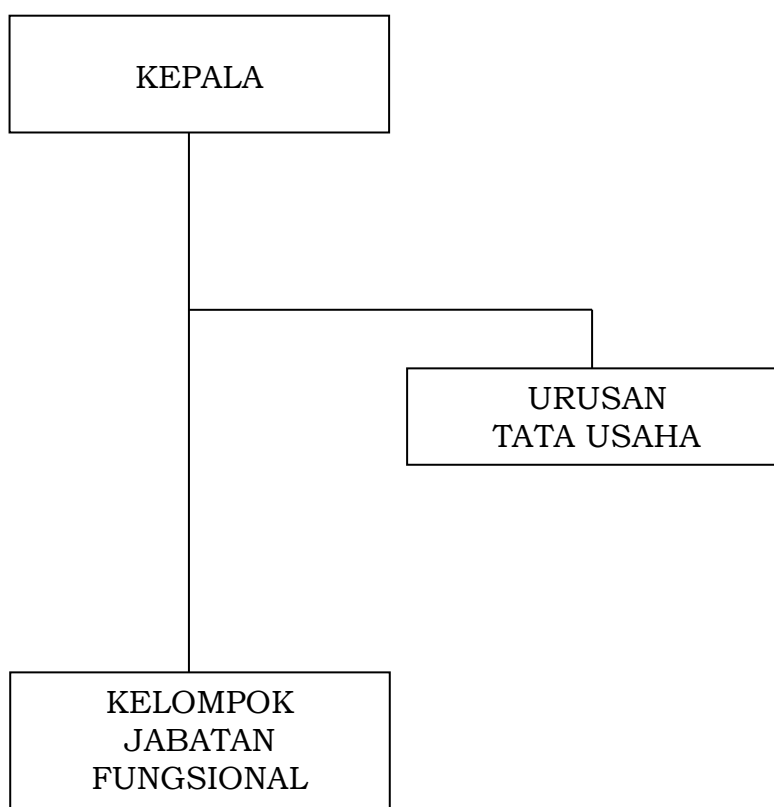 KEPALA
URUSAN
TATA USAHA
KELOMPOK
JABATAN
FUNGSIONAL